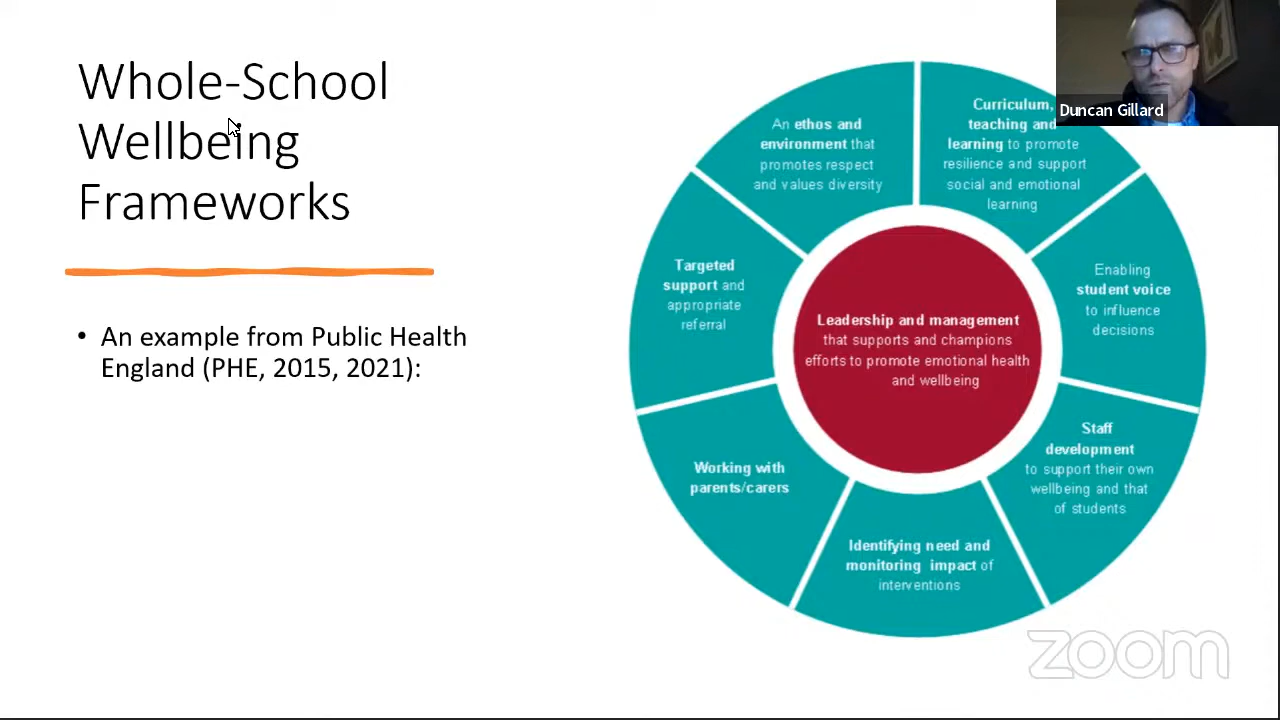 Whole-School
Wellbeing
Frameworks
• An example from Public Health
England (PHE, 2015, 2021):
An ethos and
environment that
promotes respect
and values diversity
Curriculum,
teaching and
learning to promote
resilience and support
social and emotional
learning
Enabling
student voice
to influence
decisions
Staff
development
to support their own
wellbeing and that
of students
Identifying need and
monitoring impact of
interventions
Working with
parents/carers
Targeted
support and
appropriate
referral
Leadership and management
that supports and champions
efforts to promote emotional health
and wellbeing
Duncan Gillard
zoom